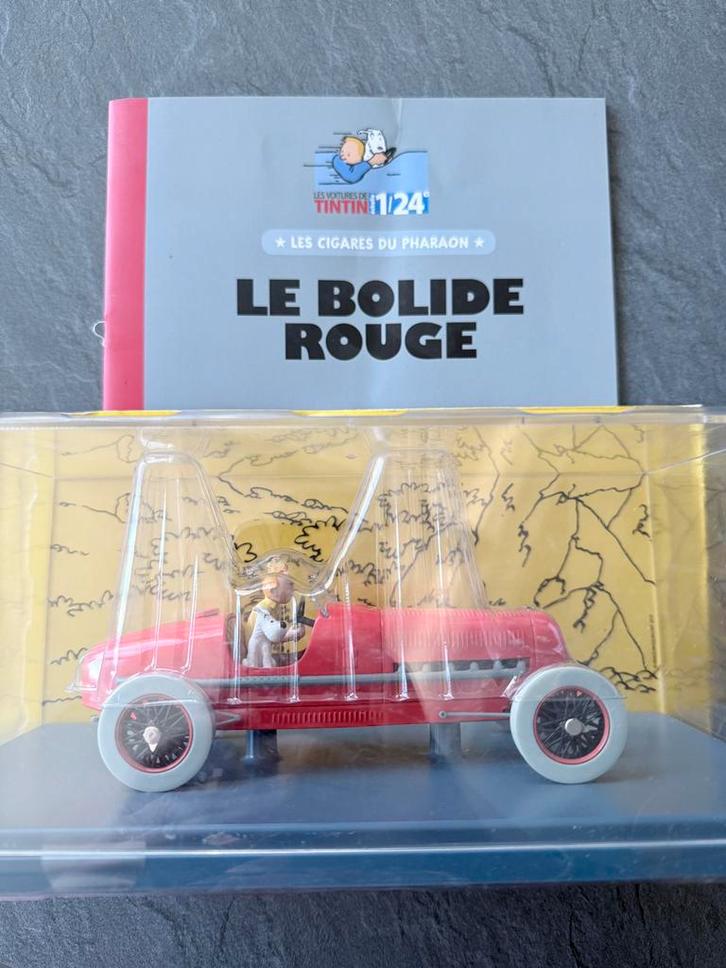 LES VOITURES DE
TINTIN 1/24e
★ LES CIGARES DU PHARAON ★
LE BOLIDE
ROUGE